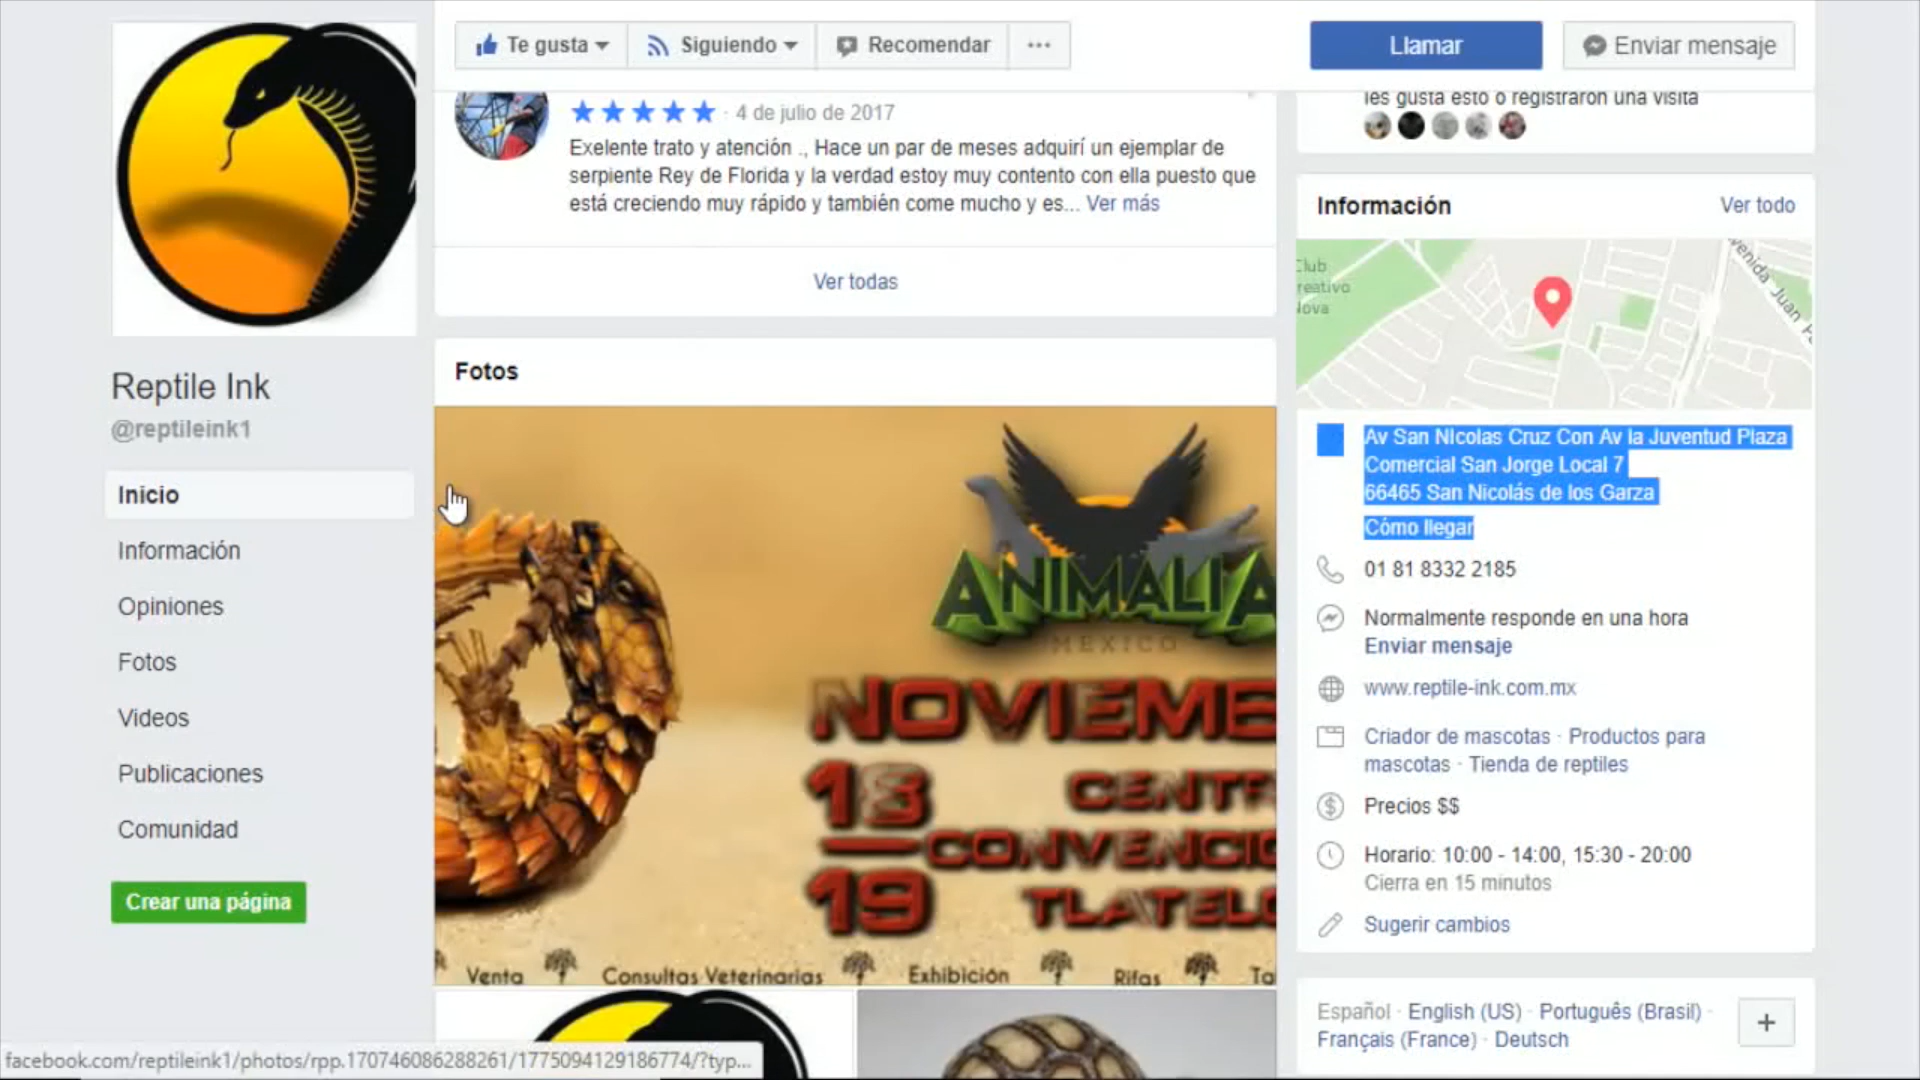 Te gusta
Siguiendo
Recomendar
Llamar
Enviar mensaje
· 4 de julio de 2017
Exelente trato y atención ., Hace un par de meses adquirí un ejemplar de
serpiente Rey de Florida y la verdad estoy muy contento con ella puesto que
está creciendo muy rápido y también come mucho y es... Ver más
Ver todas
les gusta esto o registraron una visita
Información
Ver todo
Club
reativo
Nova
venida Juan
Av San NIcolas Cruz Con Av la Juventud Plaza
Comercial San Jorge Local 7
66465 San Nicolás de los Garza
Cómo llegar
01 81 8332 2185
Normalmente responde en una hora
Enviar mensaje
www.reptile-ink.com.mx
Criador de mascotas · Productos para
mascotas · Tienda de reptiles
Precios $$
Horario: 10:00 - 14:00, 15:30 - 20:00
Cierra en 15 minutos
Sugerir cambios
Español · English (US) · Português (Brasil) ·
Français (France) · Deutsch
+
Reptile Ink
@reptileink1
Inicio
Información
Opiniones
Fotos
Videos
Publicaciones
Comunidad
Crear una página
Fotos
ANIMALIA
MEXICO
NOVIEMB
18
19
CENTR
CONVENCIO
TLATELO
Venta
Consultas Veterinarias
Exhibición
Rifas
Ta
facebook.com/reptileink1/photos/rpp.170746086288261/1775094129186774/?typ...